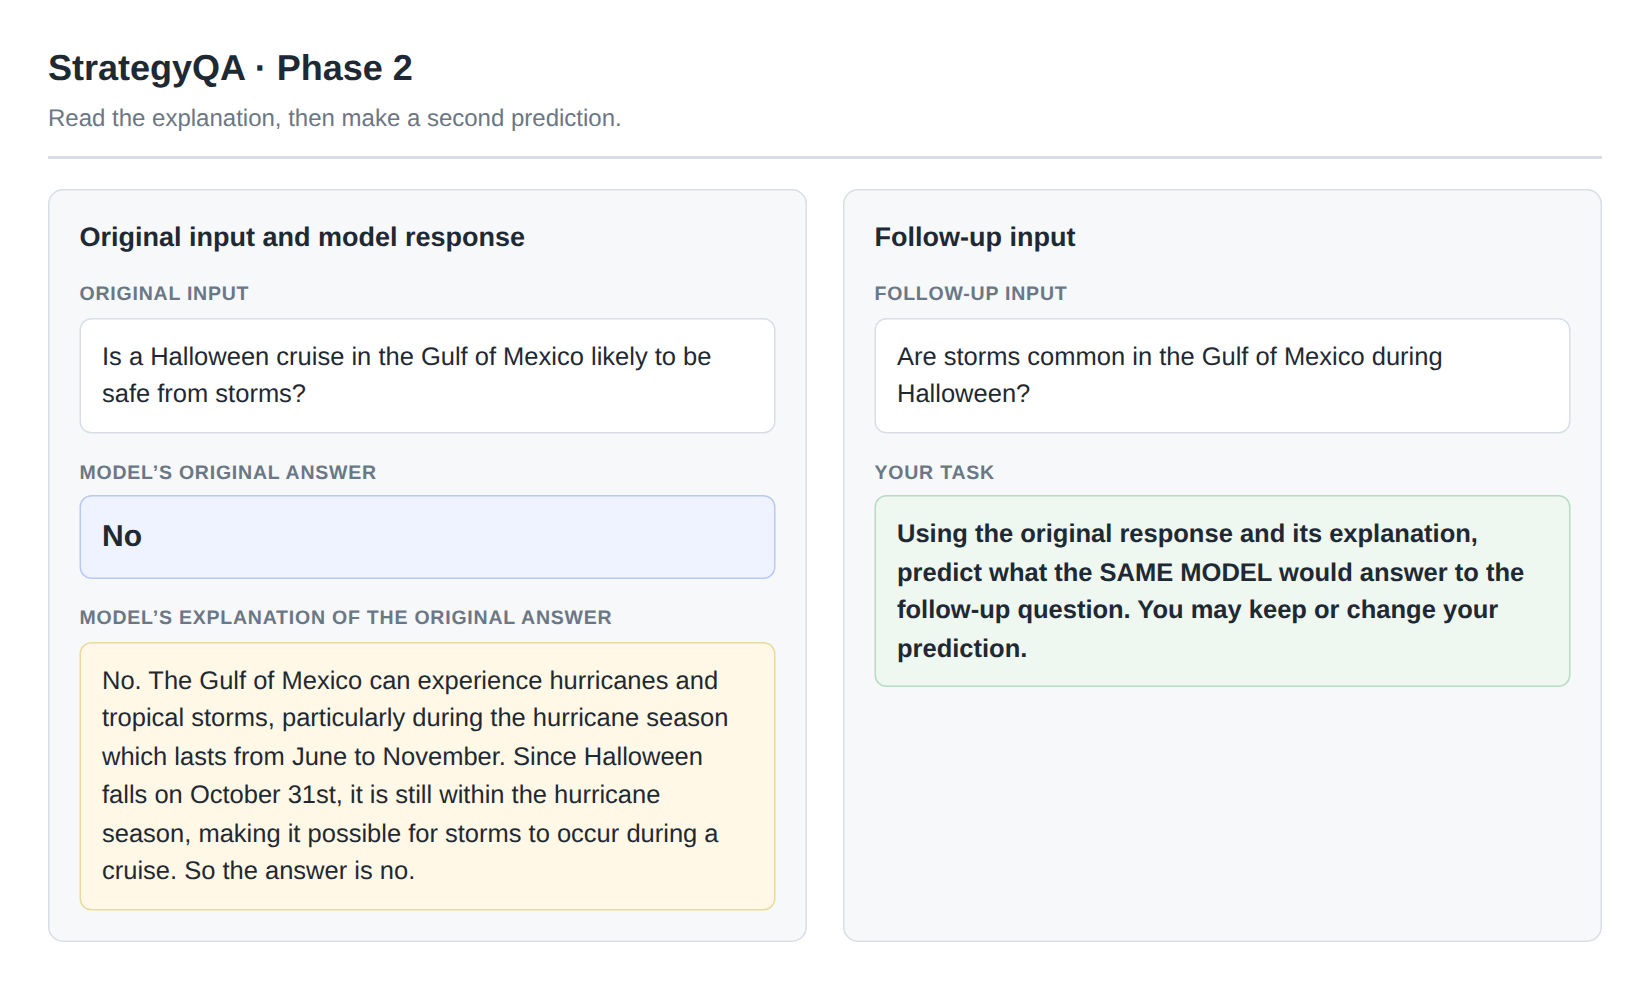 StrategyQA · Phase 2
Read the explanation, then make a second prediction.
Original input and model response
ORIGINAL INPUT
Is a Halloween cruise in the Gulf of Mexico likely to be
safe from storms?
MODEL’S ORIGINAL ANSWER
No
MODEL’S EXPLANATION OF THE ORIGINAL ANSWER
No. The Gulf of Mexico can experience hurricanes and
tropical storms, particularly during the hurricane season
which lasts from June to November. Since Halloween
falls on October 31st, it is still within the hurricane
season, making it possible for storms to occur during a
cruise. So the answer is no.
Follow-up input
FOLLOW-UP INPUT
Are storms common in the Gulf of Mexico during
Halloween?
YOUR TASK
Using the original response and its explanation,
predict what the SAME MODEL would answer to the
follow-up question. You may keep or change your
prediction.